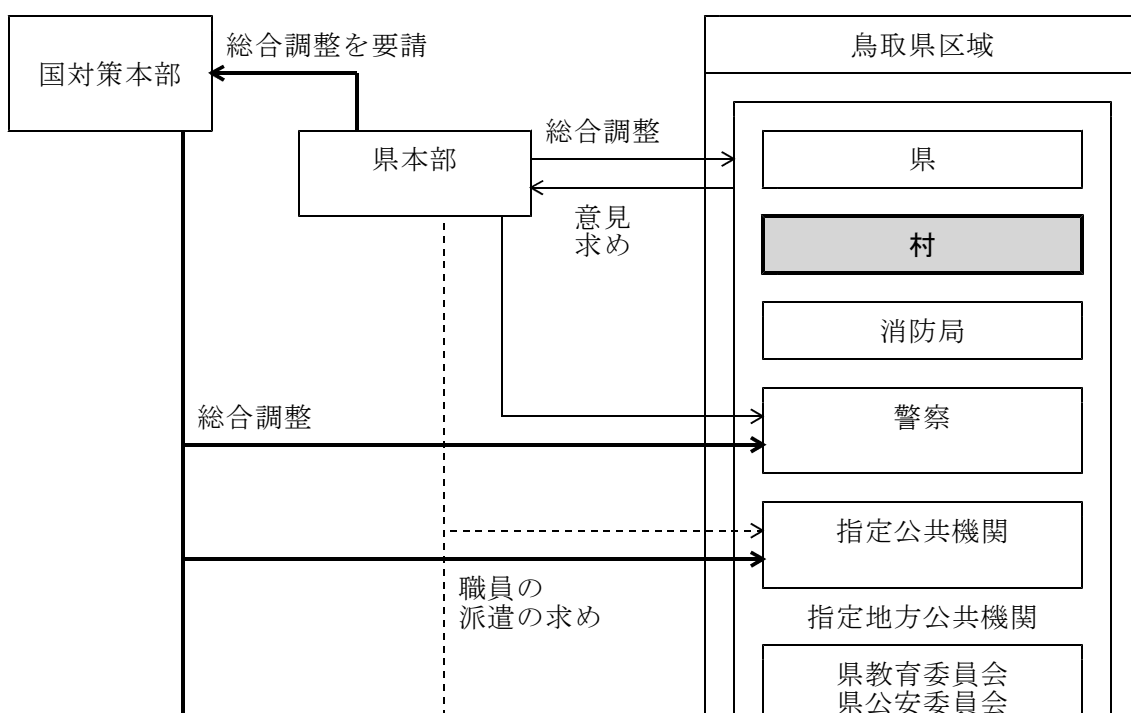 総合調整を要請
鳥取県区域
国対策本部
総合調整
県本部
県
意見
求め
村
消防局
総合調整
警察
指定公共機関
職員の
派遣の求め
指定地方公共機関
県教育委員会
県公安委員会